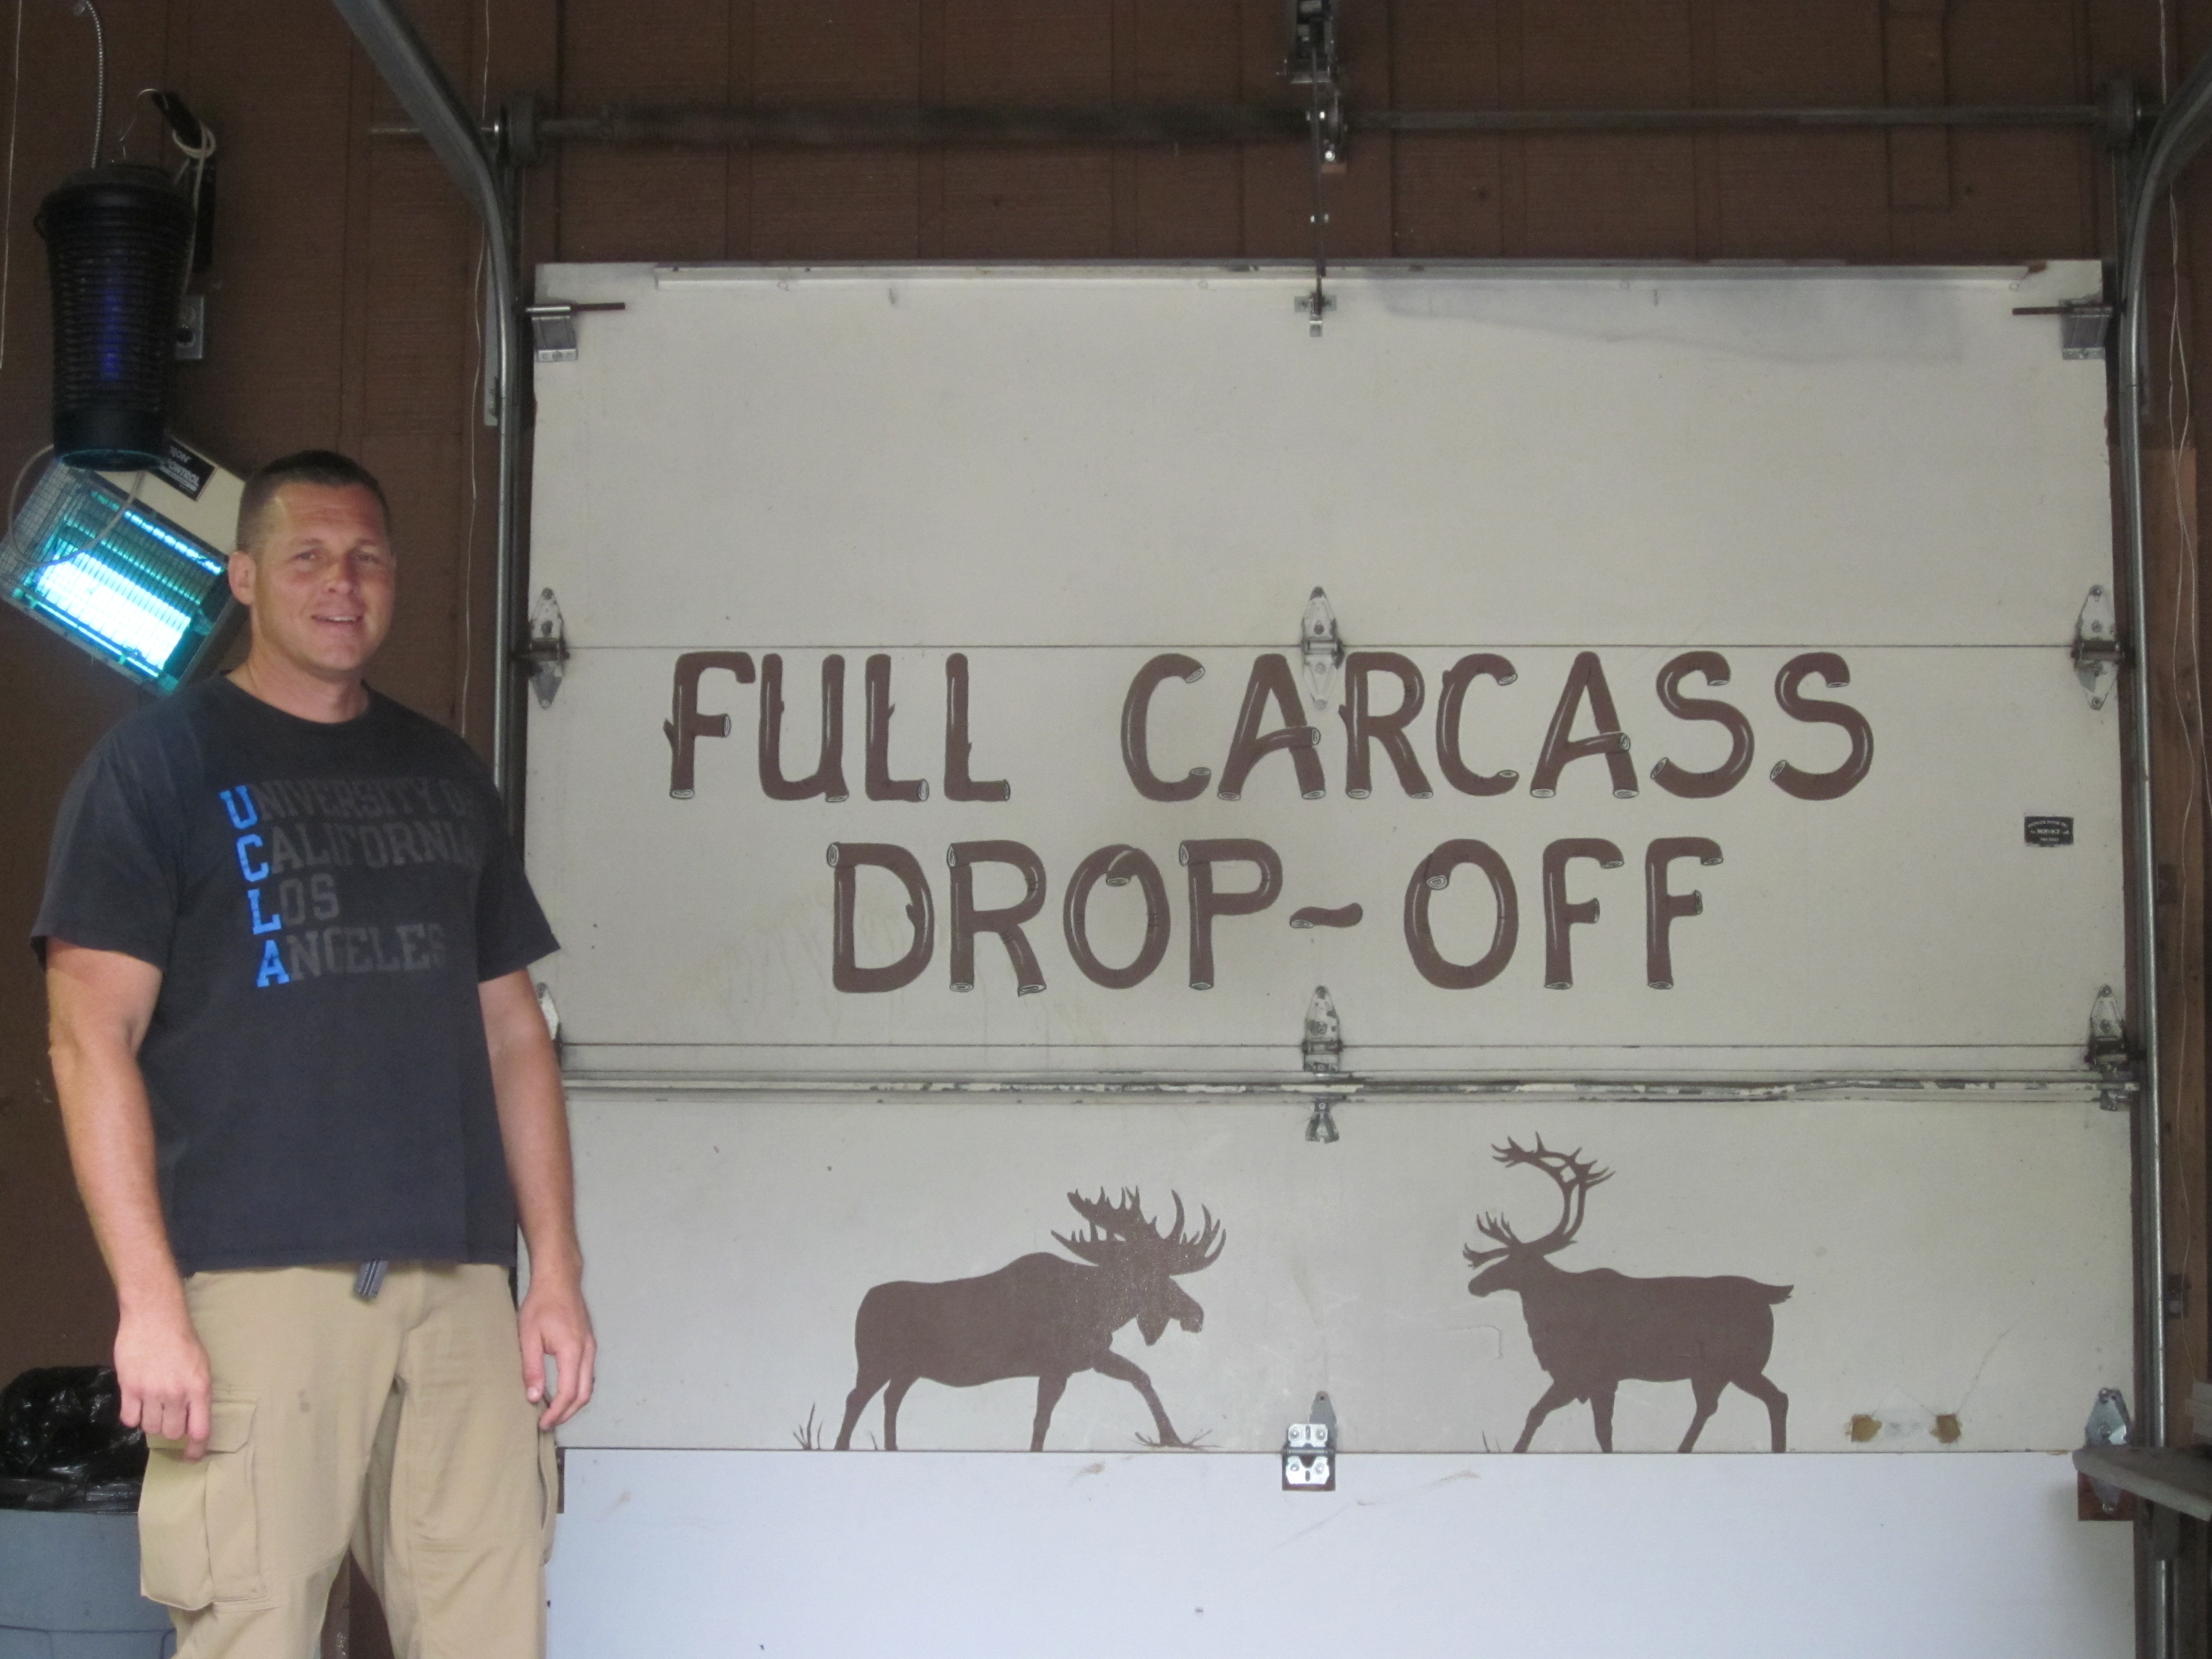 FULL CARCASS
DROP-OFF
UNIVERSITY OF
CALIFORNIA
LOS
ANGELES